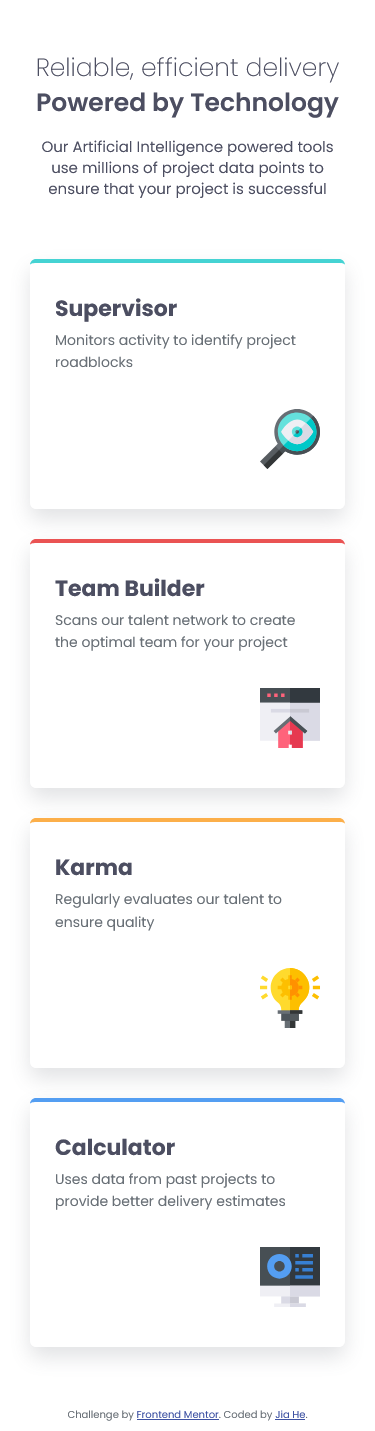 Reliable, efficient delivery
Powered by Technology
Our Artificial Intelligence powered tools
use millions of project data points to
ensure that your project is successful
Supervisor
Monitors activity to identify project
roadblocks
Team Builder
Scans our talent network to create
the optimal team for your project
Karma
Regularly evaluates our talent to
ensure quality
Calculator
Uses data from past projects to
provide better delivery estimates
Challenge by Frontend Mentor. Coded by Jia He.